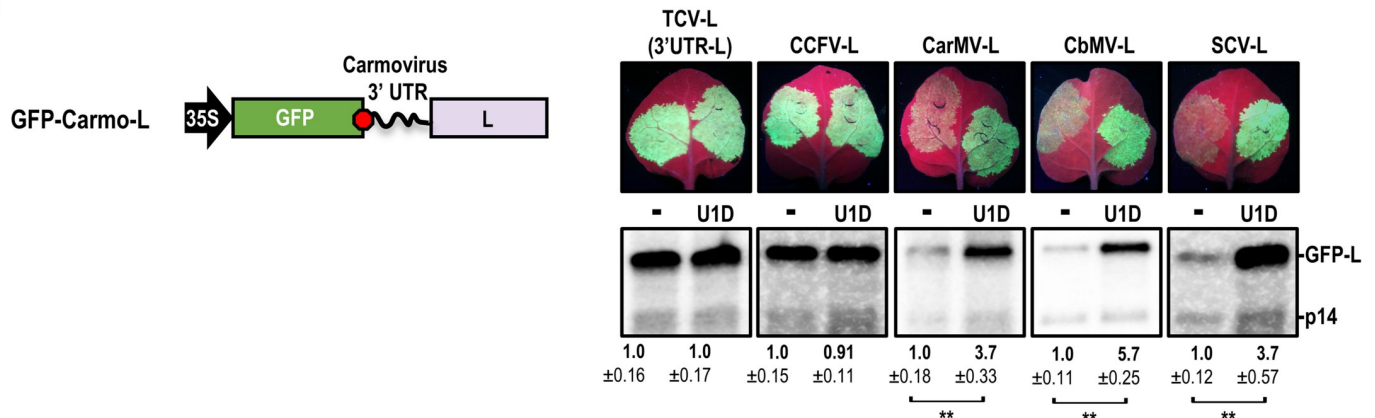 TCV-L
(3'UTR-L)
CCFV-L
CarMV-L
CbMV-L
SCV-L
Carmovirus
3' UTR
GFP-Carmo-L
35S
GFP
L
- U1D
- U1D
- U1D
- U1D
- U1D
-GFP-L
-p14
1.0 1.0 1.0 0.91 1.0 3.7 1.0 5.7 1.0 3.7
±0.16 ±0.17 ±0.15 ±0.11 ±0.18 ±0.33 ±0.11 ±0.25 ±0.12 ±0.57
** ** **